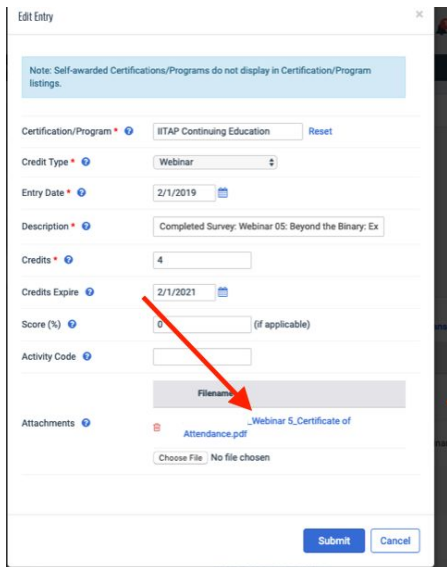 Edit Entry ×
Note: Self-awarded Certifications/Programs do not display in Certification/Program
listings.
Certification/Program * IITAP Continuing Education Reset
Credit Type * Webinar
Entry Date * 2/1/2019
Description * Completed Survey: Webinar 05: Beyond the Binary: Ex
Credits * 4
Credits Expire 2/1/2021
Score (%) 0 (if applicable)
Activity Code
Filename
Attachments _Webinar 5_Certificate of
Attendance.pdf
Choose File No file chosen
Submit Cancel